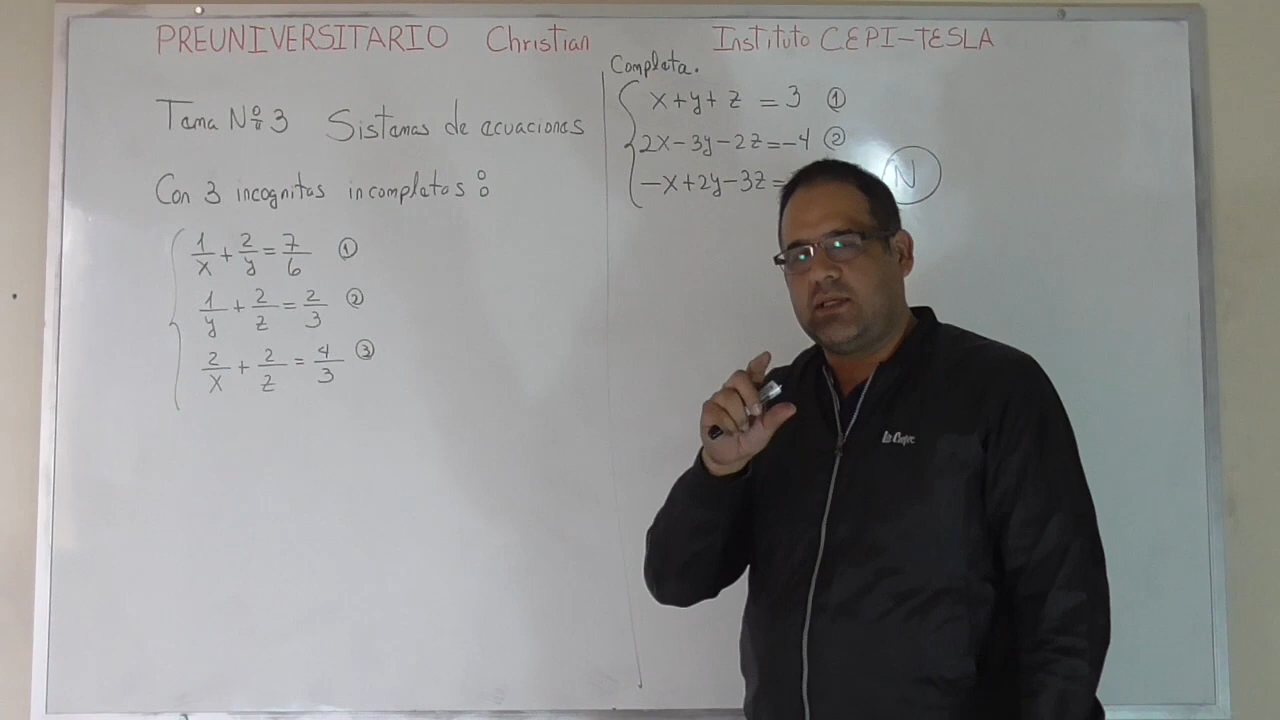 PREUNIVERSITARIO Christian Instituto CEPI-TESLA
Tema Nº 3 Sistemas de ecuaciones
Con 3 incognitas incompletos:
1/x + 2/y = 7/6 ①
1/y + 2/z = 2/3 ②
2/x + 2/z = 4/3 ③
Completa.
x+y+z = 3 ①
2x-3y-2z=-4 ②
-x+2y-3z=
N
Lee Cooper